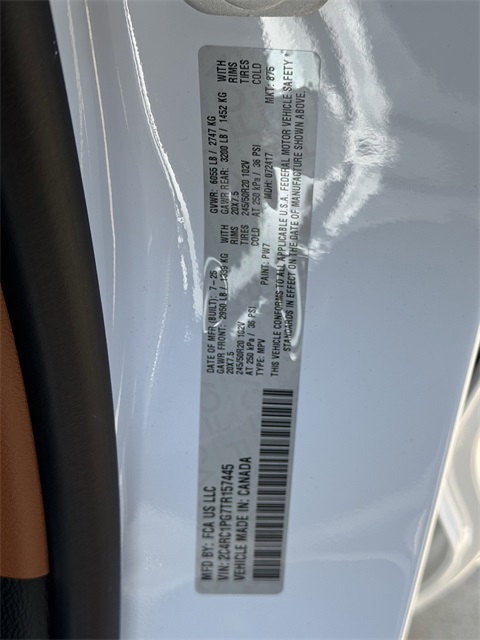 MFD BY: FCA US LLC
DATE OF MFR (BUILT): 7-25
GVWR: 6055 LB / 2747 KG
GAWR FRONT: 2950 LB / 1339 KG WITH
GAWR REAR: 3200 LB / 1452 KG WITH
20X7.5 RIMS
20X7.5 RIMS
245/50R20 102V TIRES
245/50R20 102V TIRES
AT 250 kPa / 36 PSI COLD
AT 250 kPa / 36 PSI COLD
VIN: 2C4RC1PG7TR157445
TYPE: MPV
PAINT: PW7
MDH: 072417
MKT: 875
VEHICLE MADE IN: CANADA
THIS VEHICLE CONFORMS TO ALL APPLICABLE U.S.A. FEDERAL MOTOR VEHICLE SAFETY
STANDARDS IN EFFECT ON THE DATE OF MANUFACTURE SHOWN ABOVE.